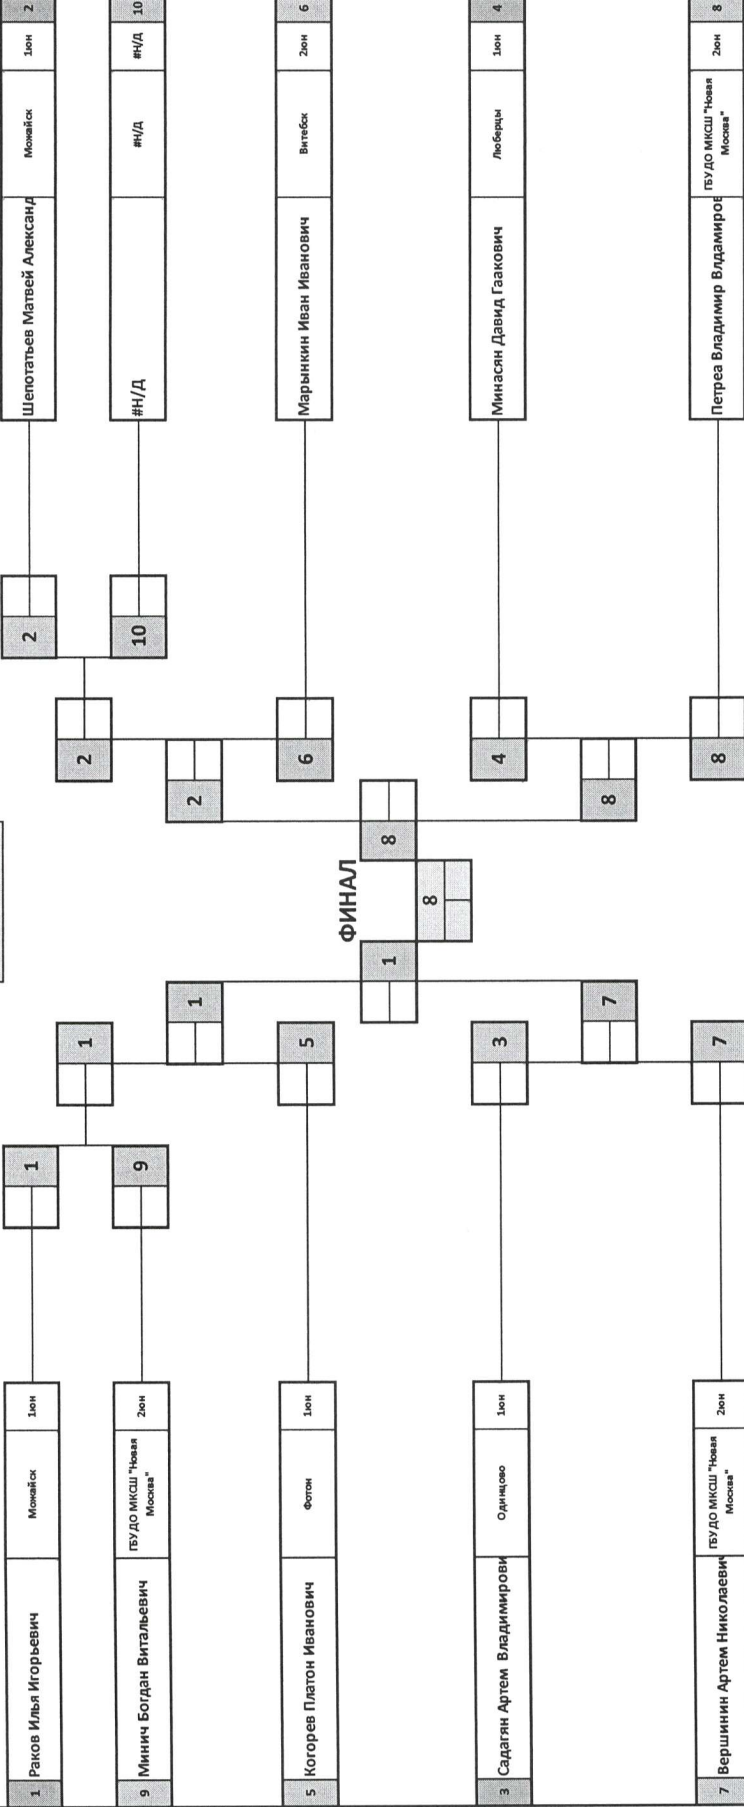 1 Раков Илья Игорьевич Можайск 1юн
9 Минич Богдан Витальевич ГБУ ДО МКСШ "Новая
Москва" 2юн
5 Когорев Платон Иванович Фотон 1юн
3 Садагян Артем Владимирови Одинцово 1юн
7 Вершинин Артем Николаевич ГБУ ДО МКСШ "Новая
Москва" 2юн
1
9
1
5
1
3
7
7
1
ФИНАЛ
8
8
2
8
2
6
4
8
2
10
Шепотатьев Матвей Александ Можайск 1юн 2
#Н/Д #Н/Д #Н/Д 10
Марынкин Иван Иванович Витебск 2юн 6
Минасян Давид Гаакович Люберцы 1юн 4
Петреа Владимир Влдамиров ГБУ ДО МКСШ "Новая
Москва" 2юн 8